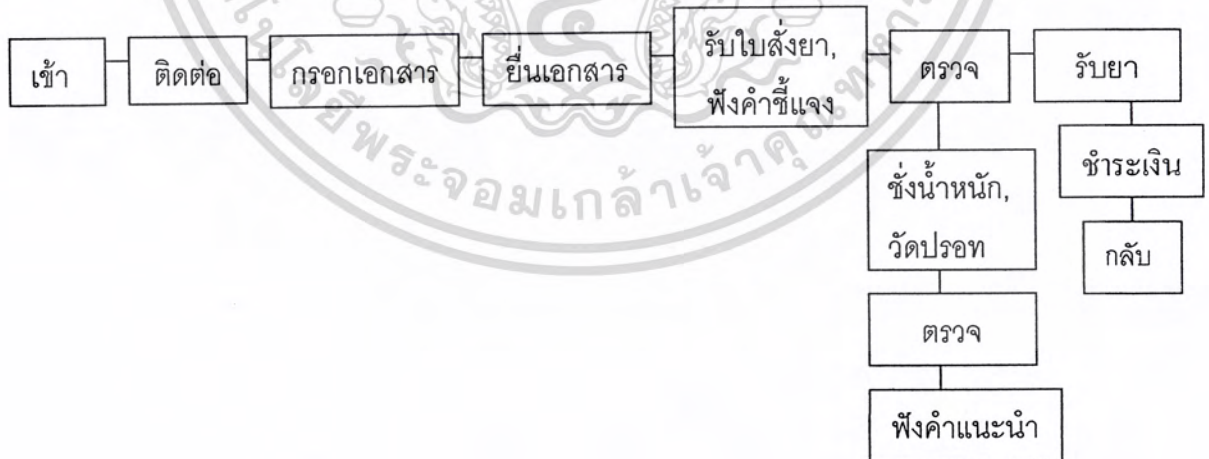 เข้า
ติดต่อ
กรอกเอกสาร
ยื่นเอกสาร
รับใบสั่งยา,
ฟังคำชี้แจง
ตรวจ
รับยา
ชั่งน้ำหนัก,
วัดปรอท
ตรวจ
ฟังคำแนะนำ
ชำระเงิน
กลับ
พระจอมเกล้าเจ้าคุณท